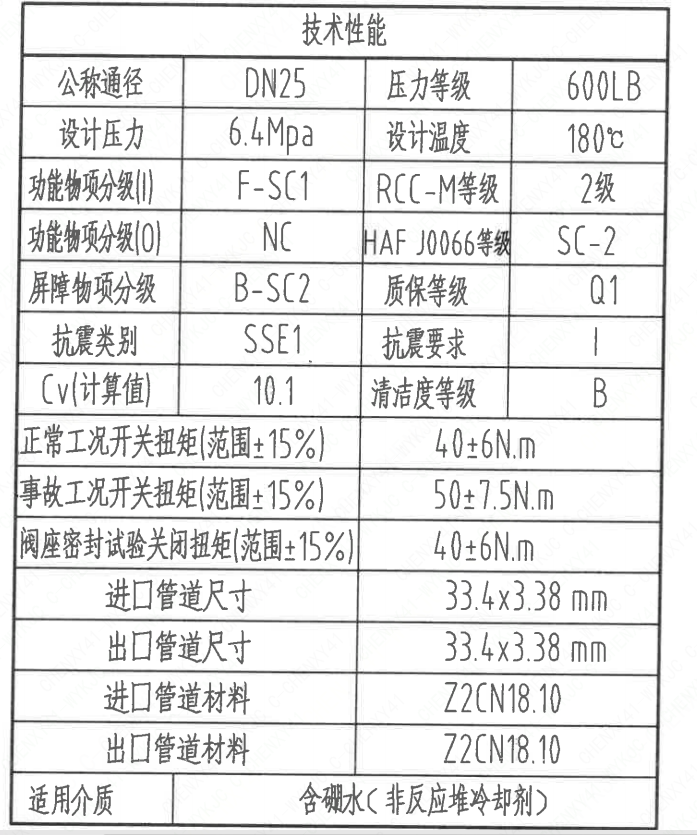 技术性能
公称通径 DN25 压力等级 600LB
设计压力 6.4Mpa 设计温度 180℃
功能物项分级(I) F-SC1 RCC-M等级 2级
功能物项分级(O) NC HAF J0066等级 SC-2
屏障物项分级 B-SC2 质保等级 Q1
抗震类别 SSE1 抗震要求 I
Cv(计算值) 10.1 清洁度等级 B
正常工况开关扭矩(范围±15%) 40±6N.m
事故工况开关扭矩(范围±15%) 50±7.5N.m
阀座密封试验关闭扭矩(范围±15%) 40±6N.m
进口管道尺寸 33.4x3.38 mm
出口管道尺寸 33.4x3.38 mm
进口管道材料 Z2CN18.10
出口管道材料 Z2CN18.10
适用介质 含硼水(非反应堆冷却剂)